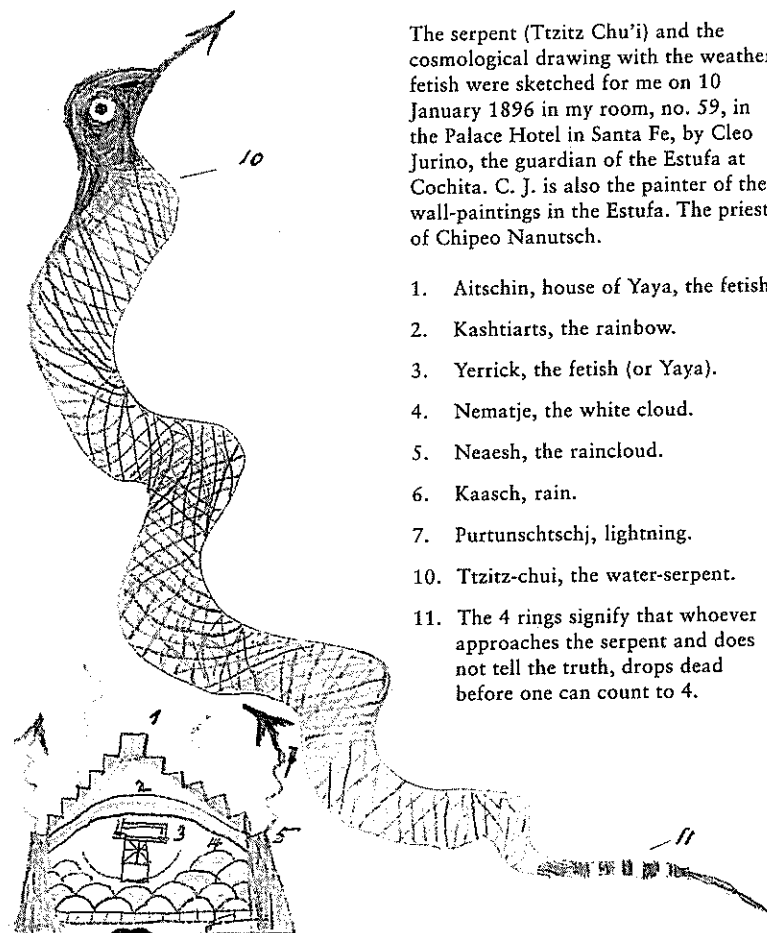 The serpent (Ttzitz Chu'i) and the
cosmological drawing with the weather
fetish were sketched for me on 10
January 1896 in my room, no. 59, in
the Palace Hotel in Santa Fe, by Cleo
Jurino, the guardian of the Estufa at
Cochita. C. J. is also the painter of the
wall-paintings in the Estufa. The priest
of Chipeo Nanutsch.
1. Aitschin, house of Yaya, the fetish
2. Kashtiarts, the rainbow.
3. Yerrick, the fetish (or Yaya).
4. Nematje, the white cloud.
5. Neaesh, the raincloud.
6. Kaasch, rain.
7. Purtunschtschj, lightning.
10. Ttzitz-chui, the water-serpent.
11. The 4 rings signify that whoever
approaches the serpent and does
not tell the truth, drops dead
before one can count to 4.
10
1
7
2
3
4
5
11